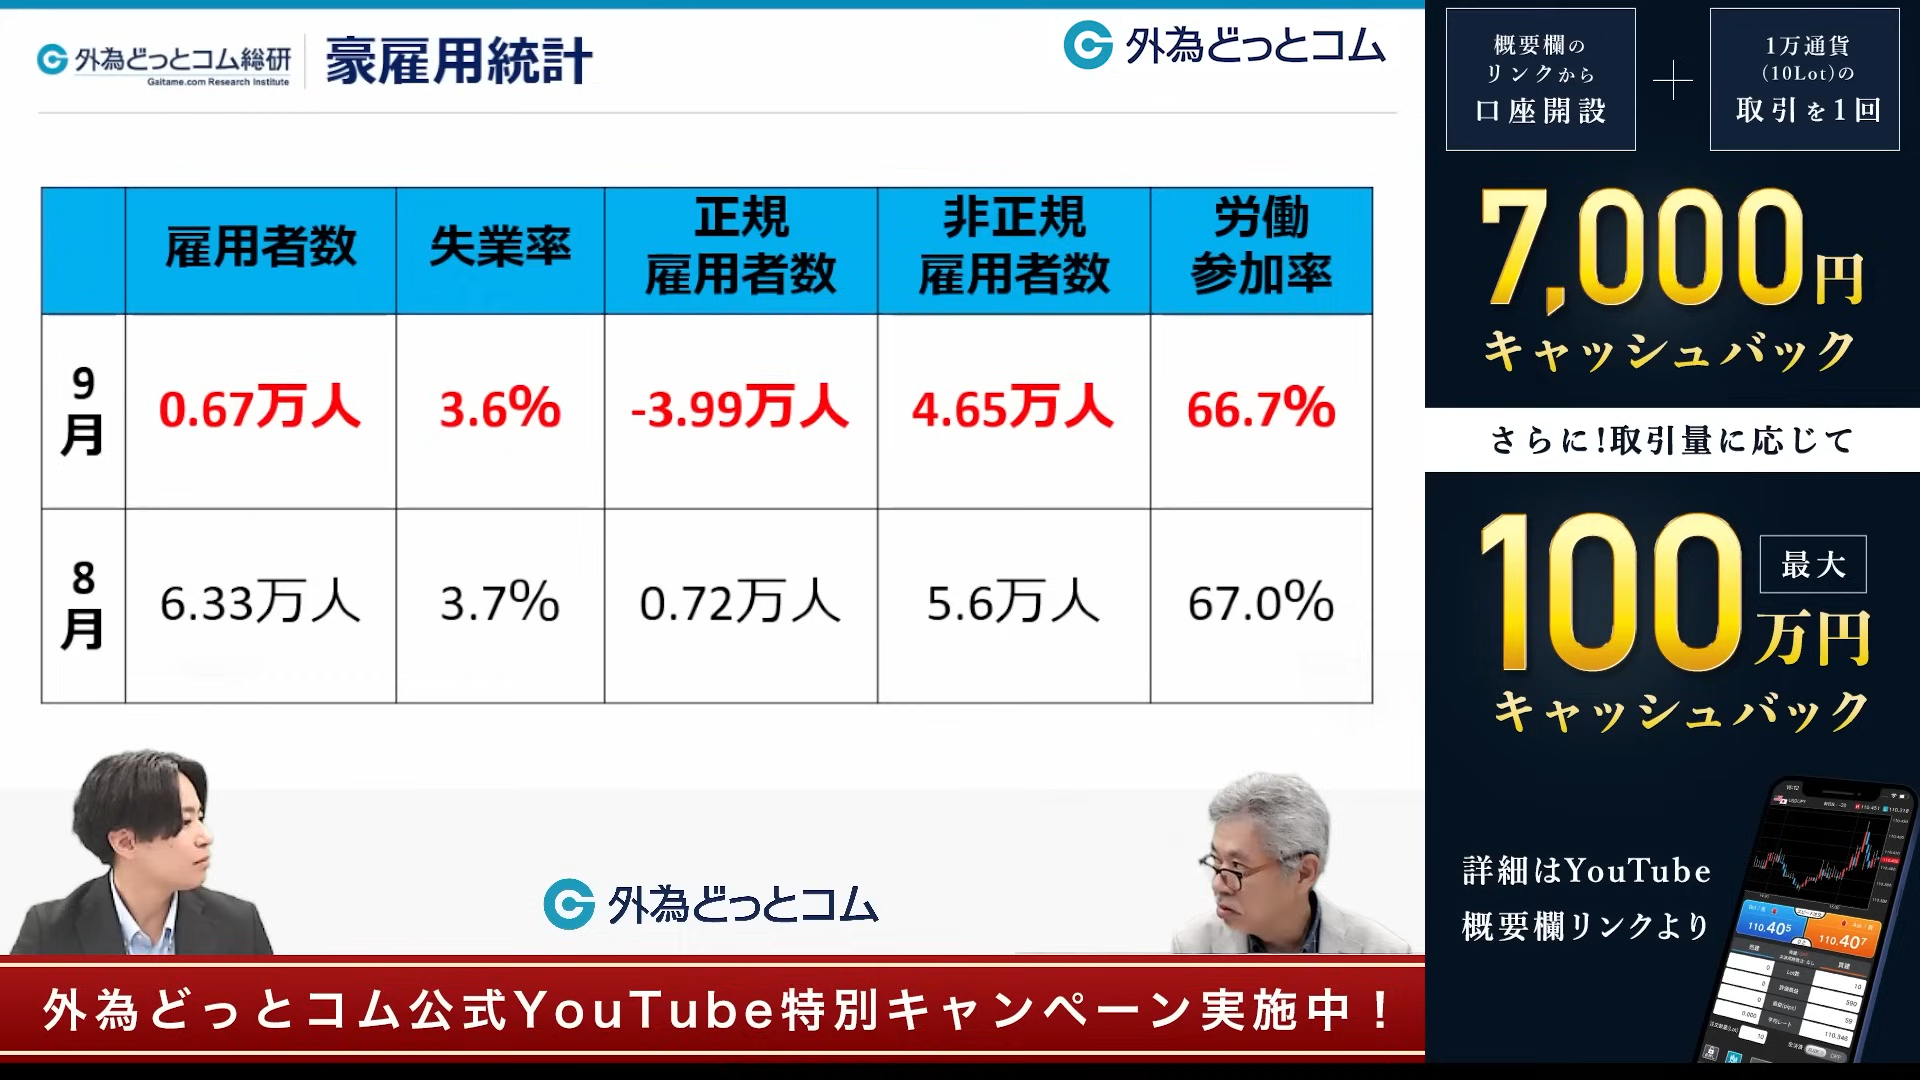 外為どっとコム総研
Gaitame.com Research Institute
豪雇用統計
外為どっとコム
雇用者数
失業率
正規
雇用者数
非正規
雇用者数
労働
参加率
9
月
0.67万人
3.6%
-3.99万人
4.65万人
66.7%
8
月
6.33万人
3.7%
0.72万人
5.6万人
67.0%
外為どっとコム
外為どっとコム公式YouTube特別キャンペーン実施中！
概要欄の
リンクから
口座開設
＋
1万通貨
(10Lot)の
取引を1回
7,000円
キャッシュバック
さらに!取引量に応じて
最大
100万円
キャッシュバック
詳細はYouTube
概要欄リンクより
110.405
110.407